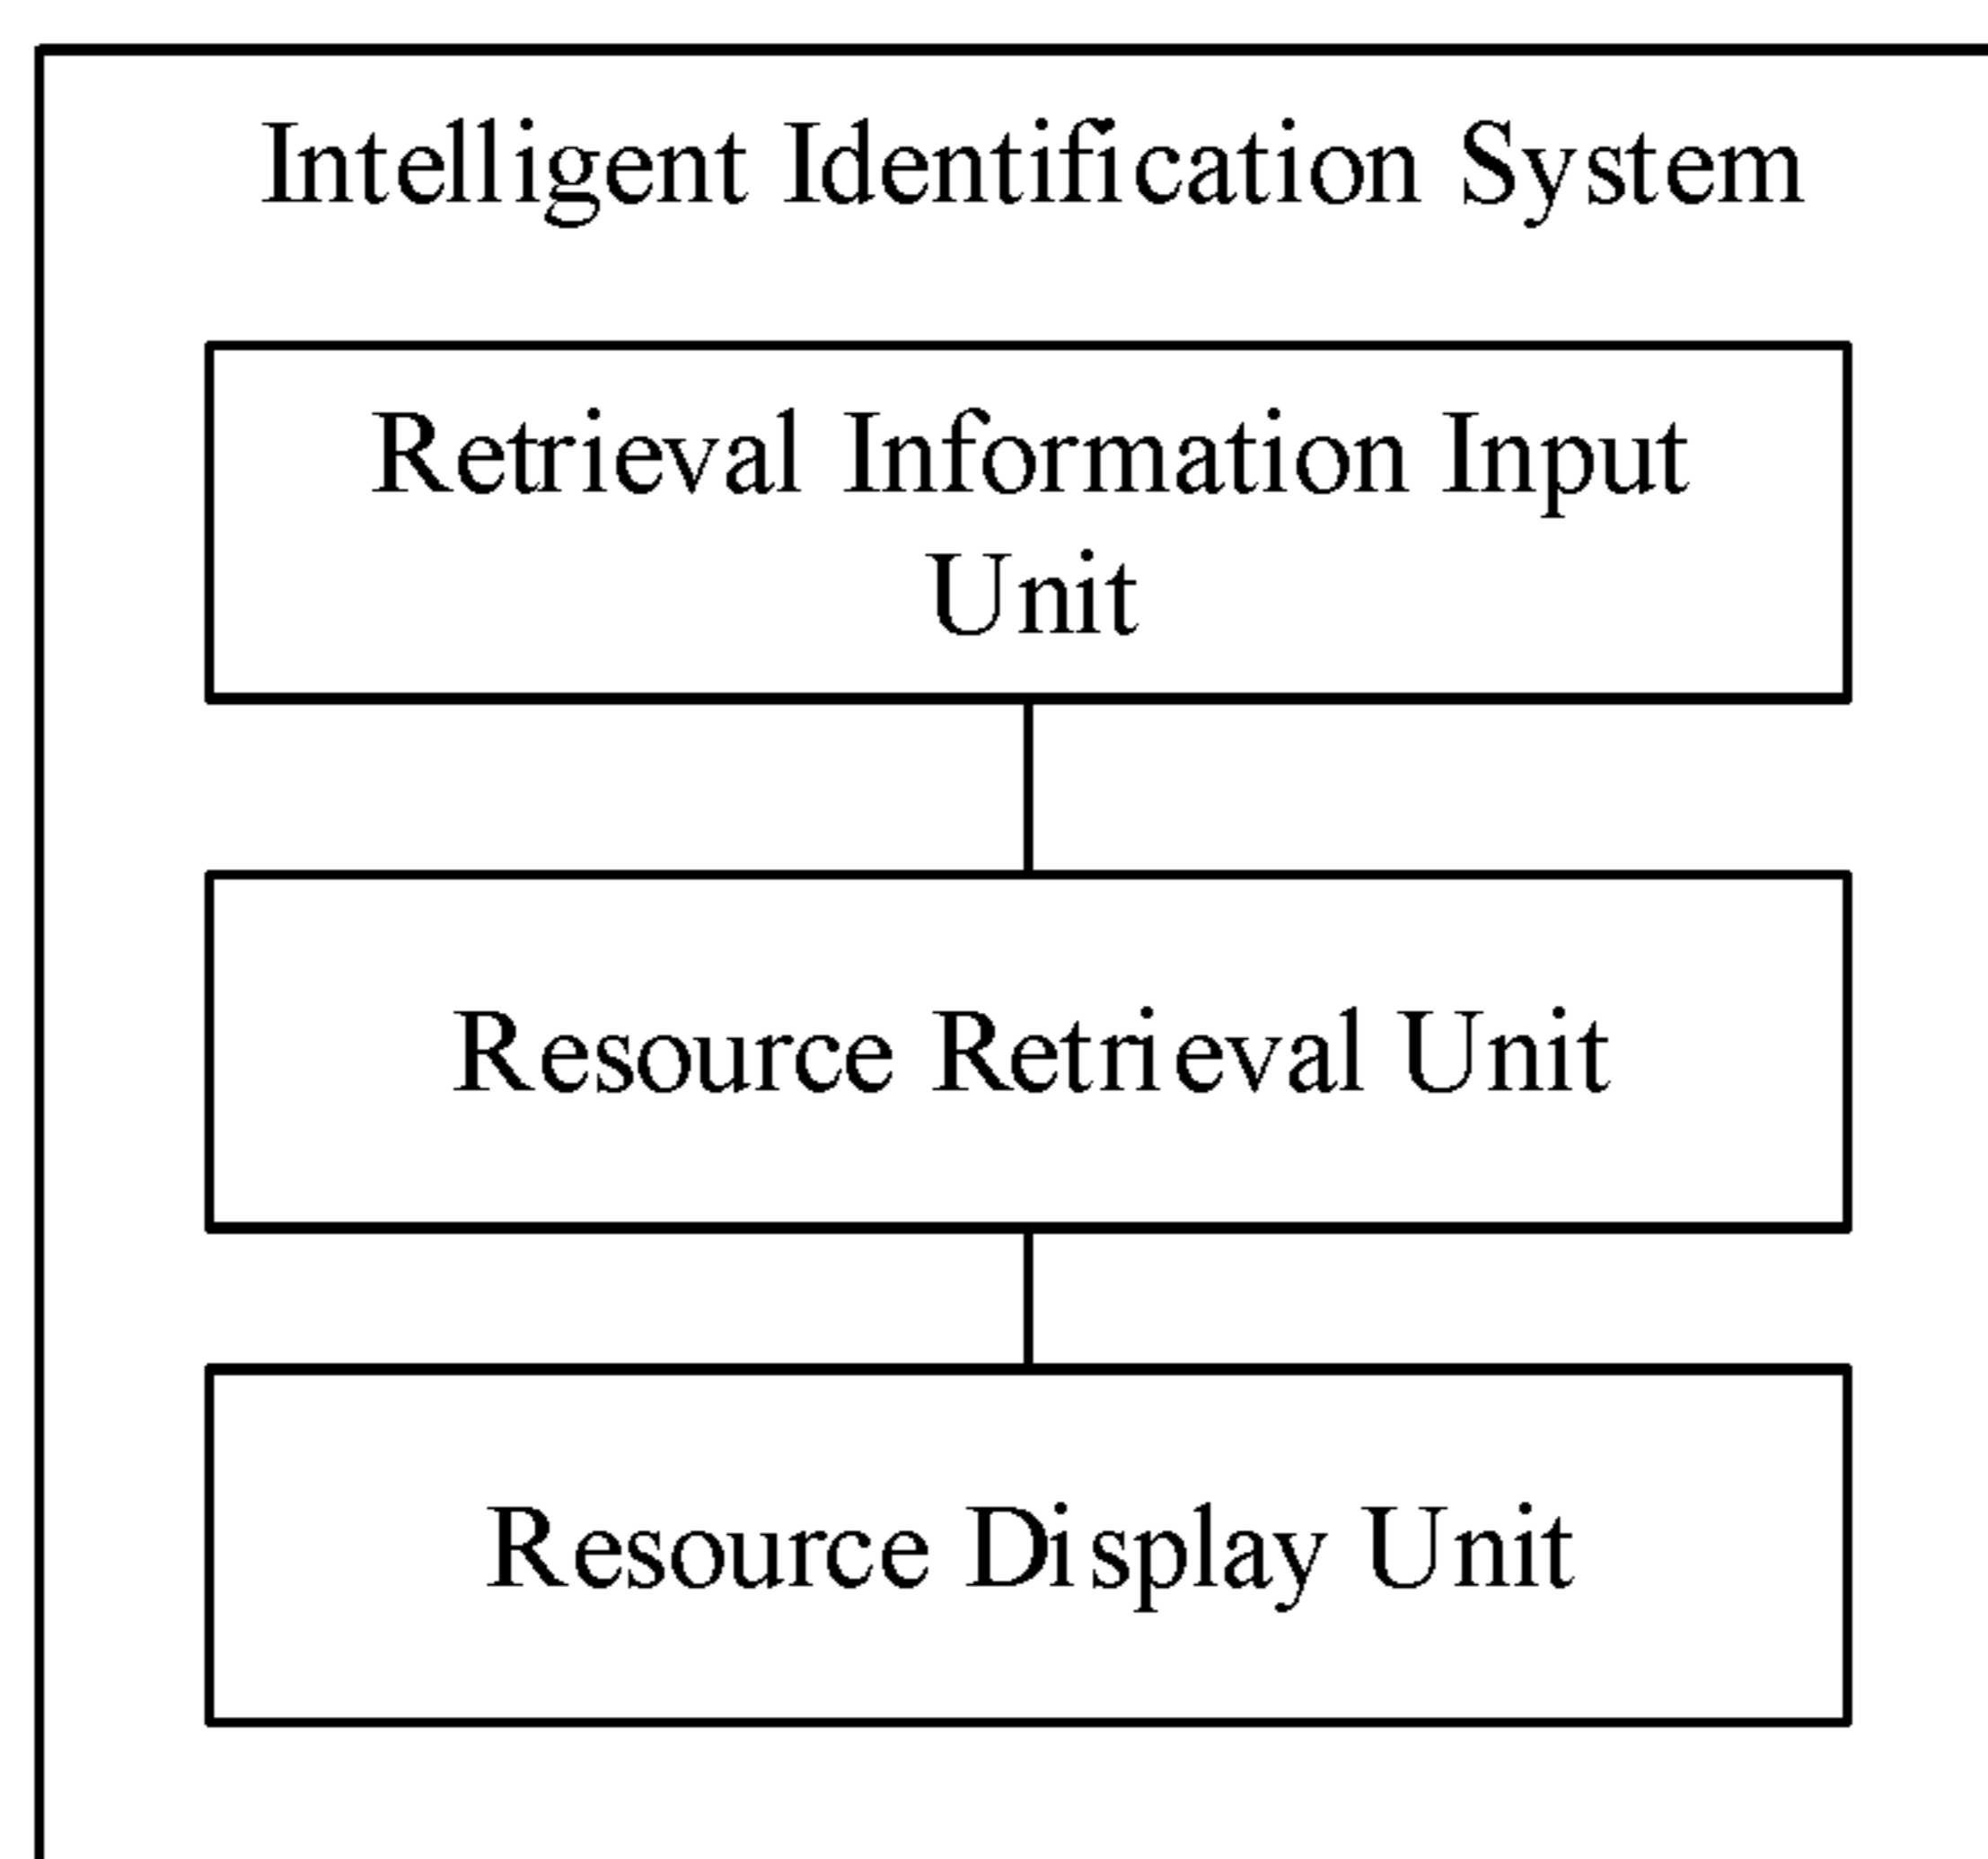 Intelligent Identification System
Retrieval Information Input
Unit
Resource Retrieval Unit
Resource Display Unit